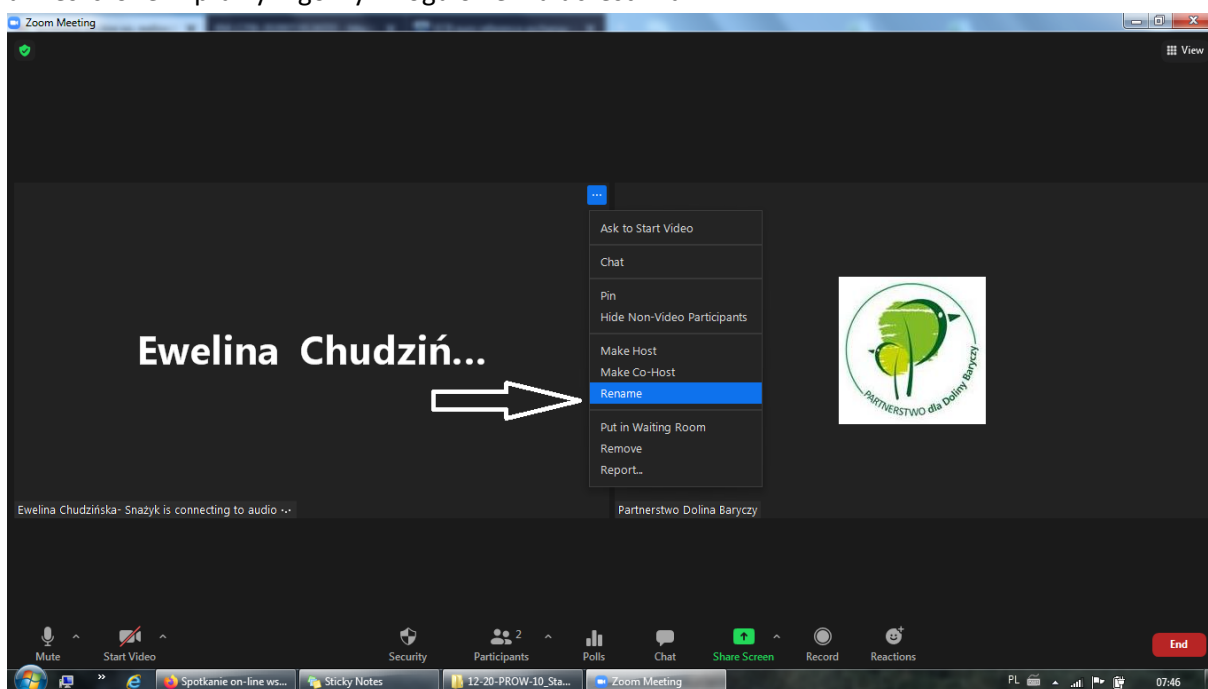 Zoom Meeting
View
Ask to Start Video
Chat
Pin
Hide Non-Video Participants
Make Host
Make Co-Host
Rename
Put in Waiting Room
Remove
Report...
Ewelina Chudziń...
PARTNERSTWO dla Doliny Baryczy
Ewelina Chudzińska- Snażyk is connecting to audio
Partnerstwo Dolina Baryczy
Mute
Start Video
Security
Participants
2
Polls
Chat
Share Screen
Record
Reactions
End
Spotkanie on-line ws...
Sticky Notes
12-20-PROW-10_Sta...
Zoom Meeting
PL
07:46